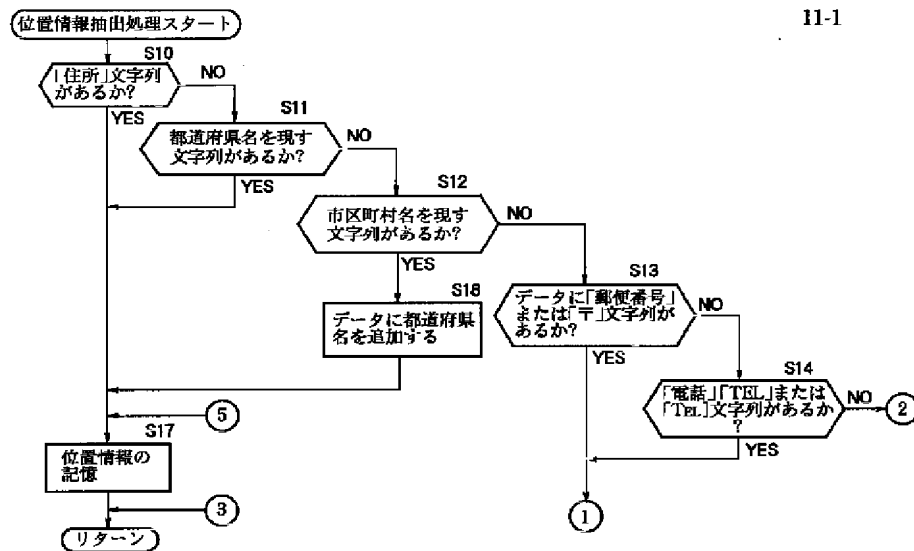 11-1
位置情報抽出処理スタート
S10
「住所」文字列
があるか?
NO
YES
S11
都道府県名を現す
文字列があるか?
NO
YES
S12
市区町村名を現す
文字列があるか?
NO
YES
S18
データに都道府県
名を追加する
S13
データに「郵便番号」
または「〒」文字列が
あるか?
NO
YES
S14
「電話」「TEL」または
「TEL」文字列があるか
?
NO
2
YES
1
5
S17
位置情報の
記憶
3
リターン